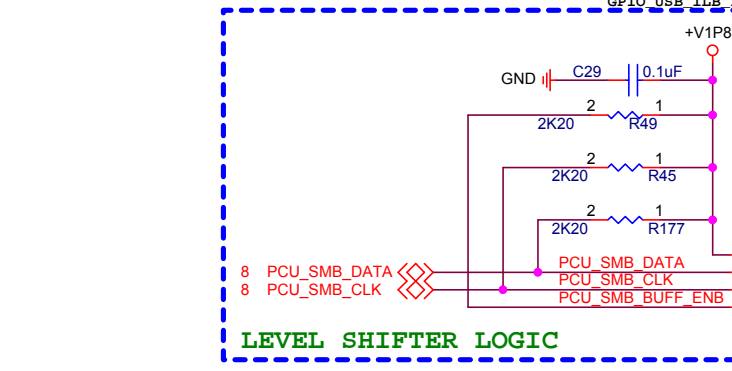 GPIO_USB_ILB_
+V1P8
GND C29 0.1uF
2 1
2K20 R49
2 1
2K20 R45
2 1
2K20 R177
8 PCU_SMB_DATA PCU_SMB_DATA
8 PCU_SMB_CLK PCU_SMB_CLK
PCU_SMB_BUFF_ENB
LEVEL SHIFTER LOGIC